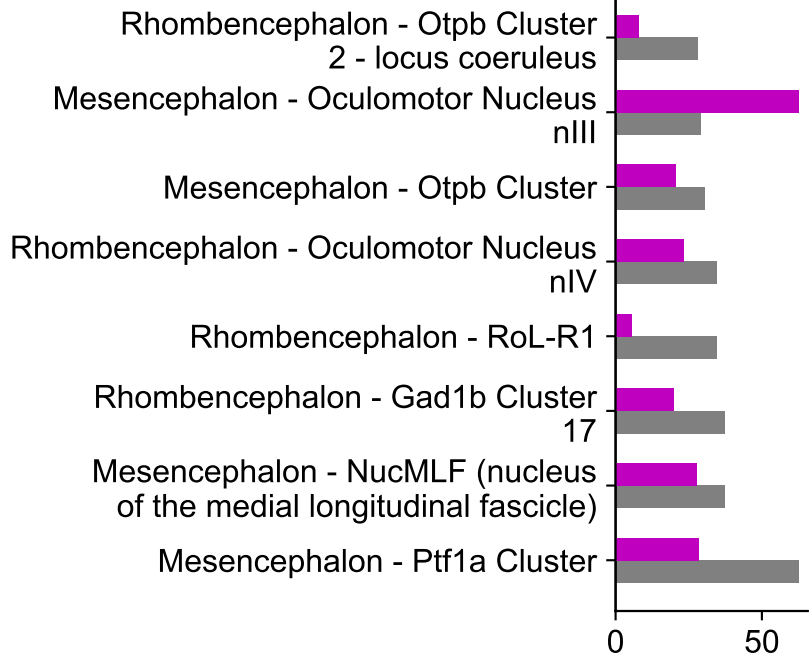 Rhombencephalon - Otpb Cluster
2 - locus coeruleus
Mesencephalon - Oculomotor Nucleus
nIII
Mesencephalon - Otpb Cluster
Rhombencephalon - Oculomotor Nucleus
nIV
Rhombencephalon - RoL-R1
Rhombencephalon - Gad1b Cluster
17
Mesencephalon - NucMLF (nucleus
of the medial longitudinal fascicle)
Mesencephalon - Ptf1a Cluster
0 50